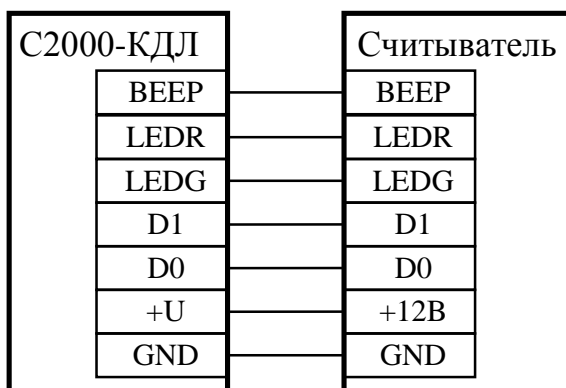 С2000-КДЛ Считыватель
BEEP BEEP
LEDR LEDR
LEDG LEDG
D1 D1
D0 D0
+U +12В
GND GND